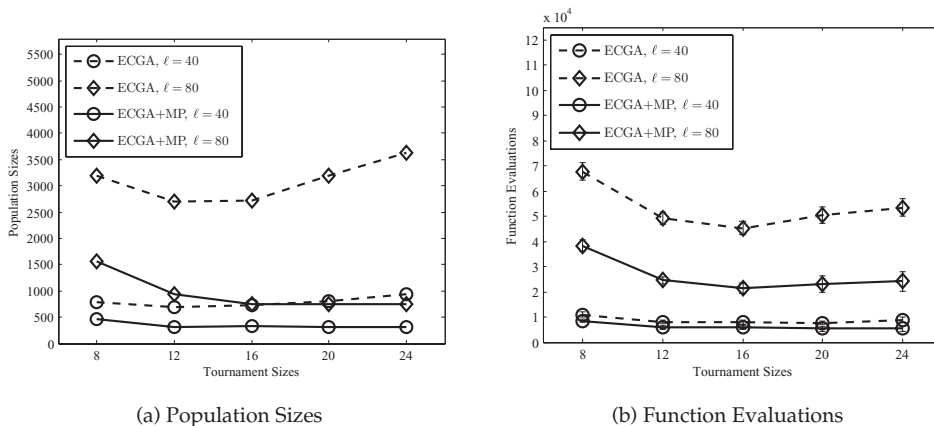 5500
5000
4500
4000
3500
3000
2500
2000
1500
1000
500
0
Population Sizes
ECGA, ℓ = 40
ECGA, ℓ = 80
ECGA+MP, ℓ = 40
ECGA+MP, ℓ = 80
8 12 16 20 24
Tournament Sizes
(a) Population Sizes
x 10⁴
12
11
10
9
8
7
6
5
4
3
2
1
0
Function Evaluations
ECGA, ℓ = 40
ECGA, ℓ = 80
ECGA+MP, ℓ = 40
ECGA+MP, ℓ = 80
8 12 16 20 24
Tournament Sizes
(b) Function Evaluations